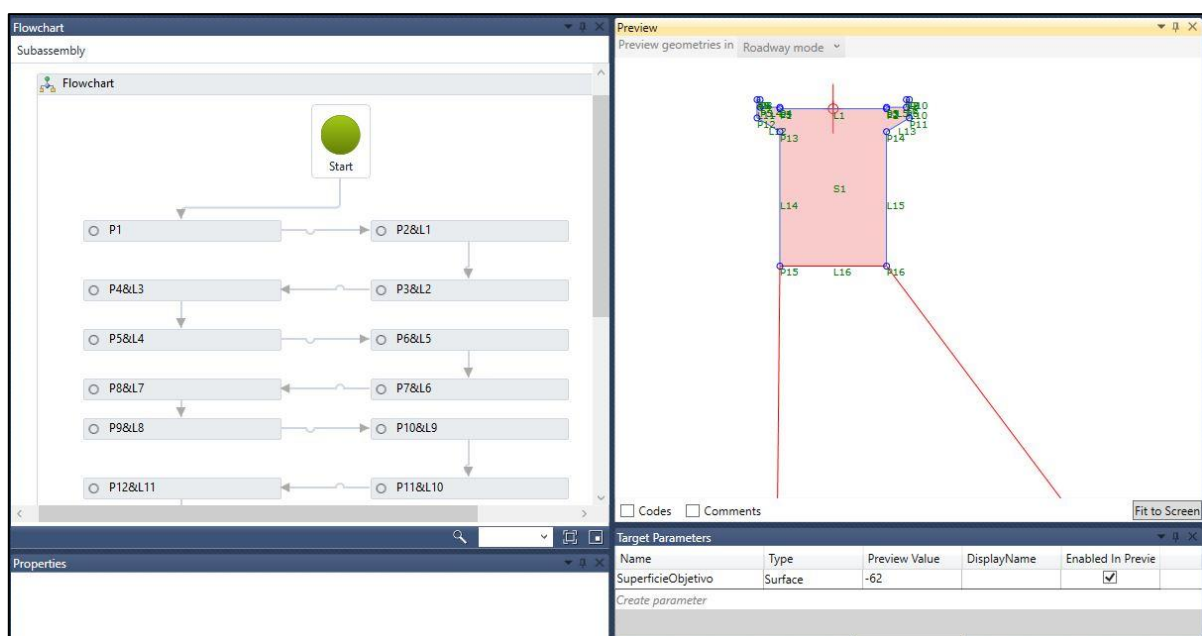 Flowchart
Subassembly
Flowchart
Start
P1
P2&L1
P4&L3
P3&L2
P5&L4
P6&L5
P8&L7
P7&L6
P9&L8
P10&L9
P12&L11
P11&L10
Properties
Preview
Preview geometries in Roadway mode
L1
P12
P11
L13
P13
P14
S1
L14
L15
P15
L16
P16
Codes
Comments
Fit to Screen
Target Parameters
Name Type Preview Value DisplayName Enabled In Previe
SuperficieObjetivo Surface -62
Create parameter